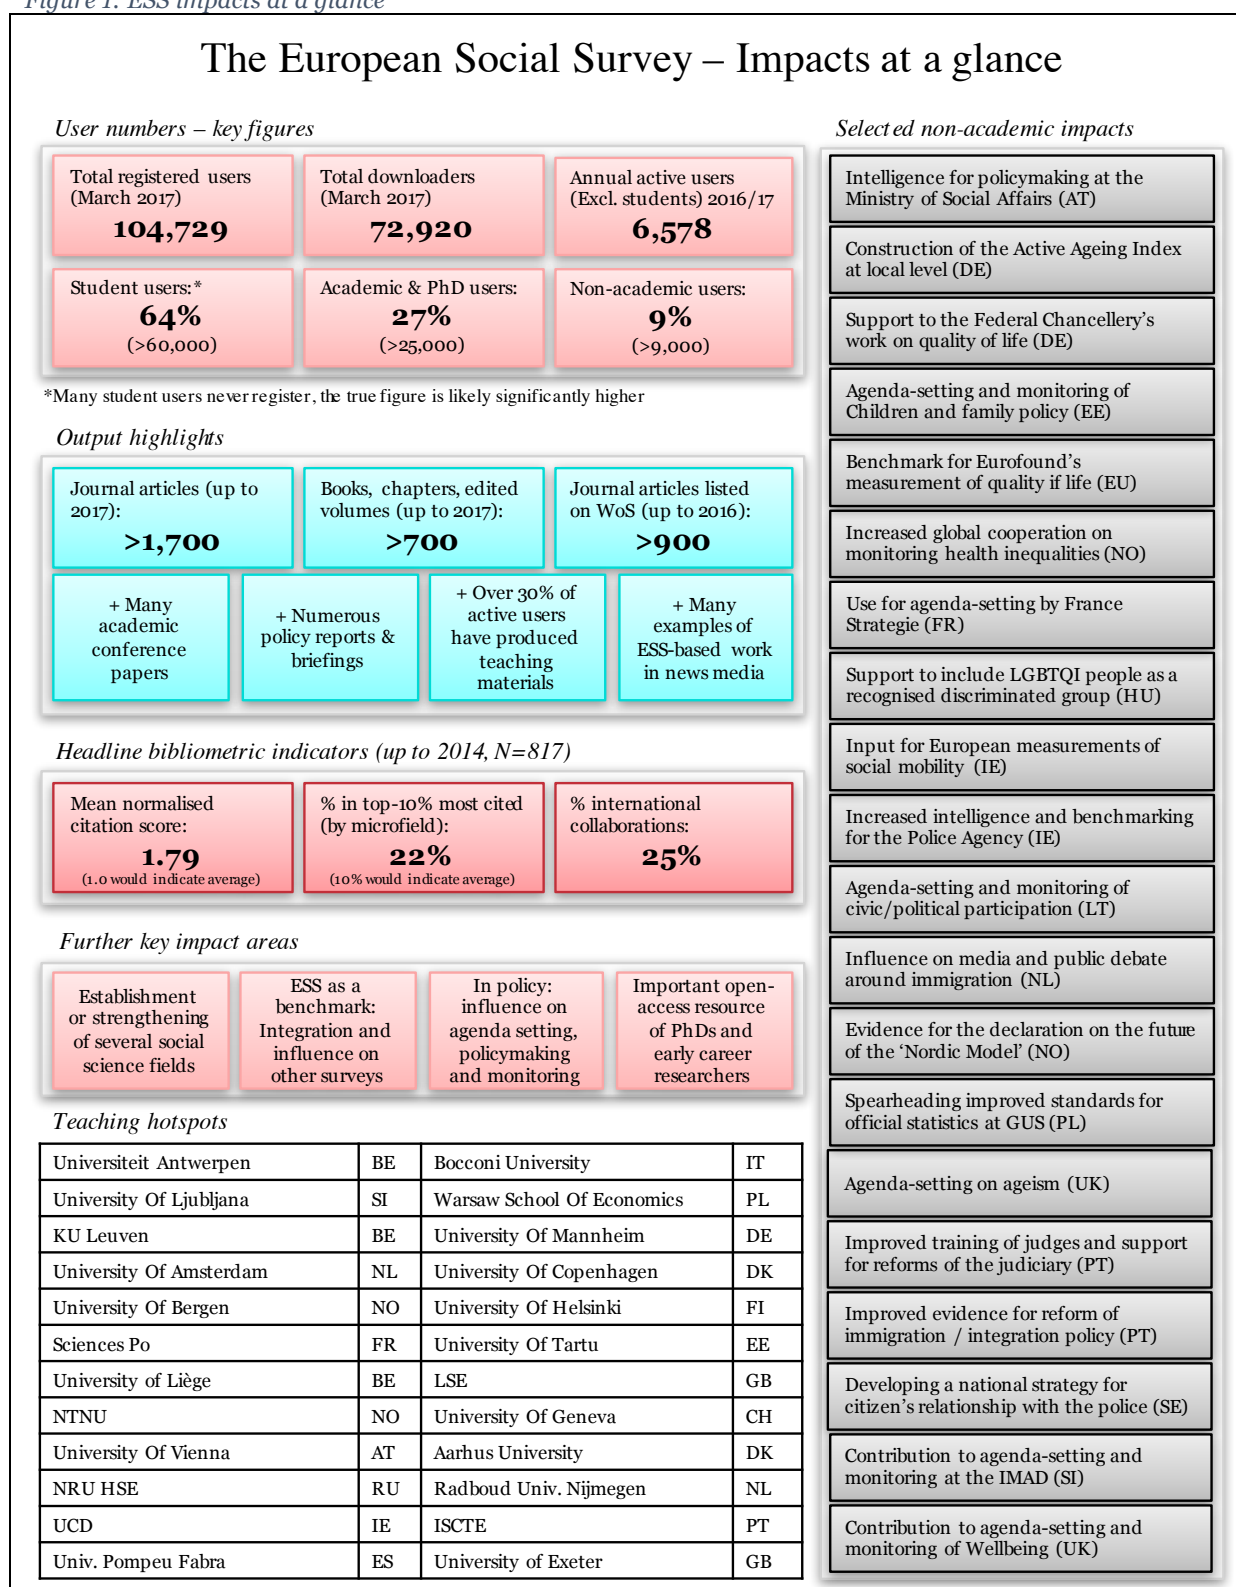 Figure 1. ESS impacts at a glance
The European Social Survey – Impacts at a glance
User numbers – key figures
Total registered users
(March 2017)
104,729
Total downloaders
(March 2017)
72,920
Annual active users
(Excl. students) 2016/17
6,578
Student users:*
64%
(>60,000)
Academic & PhD users:
27%
(>25,000)
Non-academic users:
9%
(>9,000)
*Many student users never register, the true figure is likely significantly higher
Output highlights
Journal articles (up to
2017):
>1,700
Books, chapters, edited
volumes (up to 2017):
>700
Journal articles listed
on WoS (up to 2016):
>900
+ Many
academic
conference
papers
+ Numerous
policy reports &
briefings
+ Over 30% of
active users
have produced
teaching
materials
+ Many
examples of
ESS-based work
in news media
Headline bibliometric indicators (up to 2014, N=817)
Mean normalised
citation score:
1.79
(1.0 would indicate average)
% in top-10% most cited
(by microfield):
22%
(10% would indicate average)
% international
collaborations:
25%
Further key impact areas
Establishment
or strengthening
of several social
science fields
ESS as a
benchmark:
Integration and
influence on
other surveys
In policy:
influence on
agenda setting,
policymaking
and monitoring
Important open-
access resource
of PhDs and
early career
researchers
Teaching hotspots
Universiteit Antwerpen BE Bocconi University IT
University Of Ljubljana SI Warsaw School Of Economics PL
KU Leuven BE University Of Mannheim DE
University Of Amsterdam NL University Of Copenhagen DK
University Of Bergen NO University Of Helsinki FI
Sciences Po FR University Of Tartu EE
University of Liège BE LSE GB
NTNU NO University Of Geneva CH
University Of Vienna AT Aarhus University DK
NRU HSE RU Radboud Univ. Nijmegen NL
UCD IE ISCTE PT
Univ. Pompeu Fabra ES University of Exeter GB
Selected non-academic impacts
Intelligence for policymaking at the
Ministry of Social Affairs (AT)
Construction of the Active Ageing Index
at local level (DE)
Support to the Federal Chancellery's
work on quality of life (DE)
Agenda-setting and monitoring of
Children and family policy (EE)
Benchmark for Eurofound's
measurement of quality if life (EU)
Increased global cooperation on
monitoring health inequalities (NO)
Use for agenda-setting by France
Strategie (FR)
Support to include LGBTQI people as a
recognised discriminated group (HU)
Input for European measurements of
social mobility (IE)
Increased intelligence and benchmarking
for the Police Agency (IE)
Agenda-setting and monitoring of
civic/political participation (LT)
Influence on media and public debate
around immigration (NL)
Evidence for the declaration on the future
of the 'Nordic Model' (NO)
Spearheading improved standards for
official statistics at GUS (PL)
Agenda-setting on ageism (UK)
Improved training of judges and support
for reforms of the judiciary (PT)
Improved evidence for reform of
immigration / integration policy (PT)
Developing a national strategy for
citizen's relationship with the police (SE)
Contribution to agenda-setting and
monitoring at the IMAD (SI)
Contribution to agenda-setting and
monitoring of Wellbeing (UK)